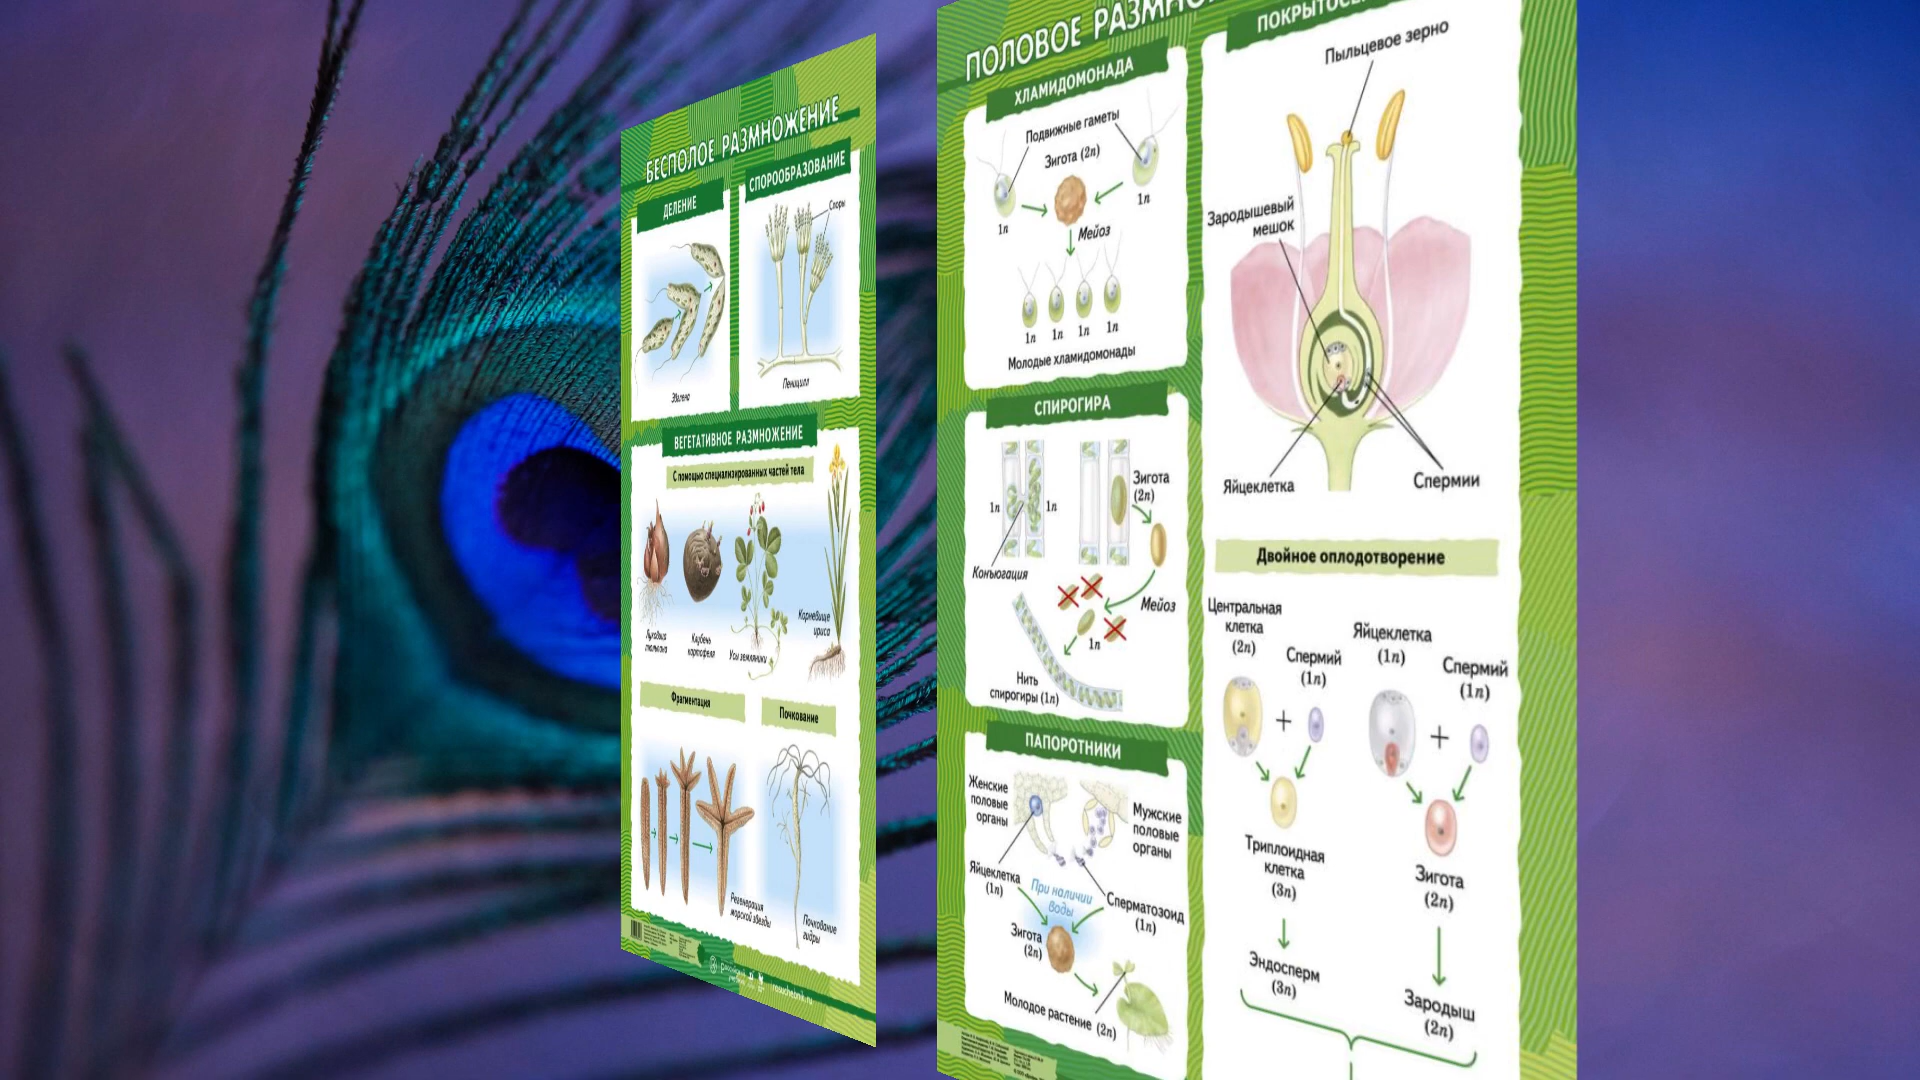 БЕСПОЛОЕ РАЗМНОЖЕНИЕ
ДЕЛЕНИЕ
Эвглена
СПОРООБРАЗОВАНИЕ
Споры
Пеницилл
ВЕГЕТАТИВНОЕ РАЗМНОЖЕНИЕ
С помощью специализированных частей тела
Луковица
тюльпана
Клубень
картофеля
Усы земляники
Корневище
ириса
Фрагментация
Регенерация
морской звезды
Почкование
Почкование
гидры
rosuchebnik.ru
ПОЛОВОЕ
ХЛАМИДОМОНАДА
Подвижные гаметы
Зигота (2n)
1n
1n
Мейоз
1n
1n
1n
1n
Молодые хламидомонады
СПИРОГИРА
1n
1n
Зигота
(2n)
Конъюгация
Мейоз
1n
Нить
спирогиры (1n)
ПАПОРОТНИКИ
Женские
половые
органы
Мужские
половые
органы
Яйцеклетка
(1n)
При наличии
воды
Сперматозоид
(1n)
Зигота
(2n)
Молодое растение (2n)
Пыльцевое зерно
Зародышевый
мешок
Яйцеклетка
Спермии
Двойное оплодотворение
Центральная
клетка
(2n)
Спермий
(1n)
+
Триплоидная
клетка
(3n)
Эндосперм
(3n)
Яйцеклетка
(1n)
Спермий
(1n)
+
Зигота
(2n)
Зародыш
(2n)